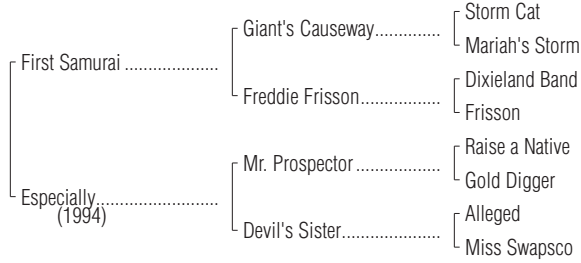 Storm Cat
Giant's Causeway..............
Mariah's Storm
First Samurai ....................
Dixieland Band
Freddie Frisson.................
Frisson
Raise a Native
Mr. Prospector ..................
Gold Digger
Especially..........................
(1994)
Alleged
Devil's Sister.....................
Miss Swapsco